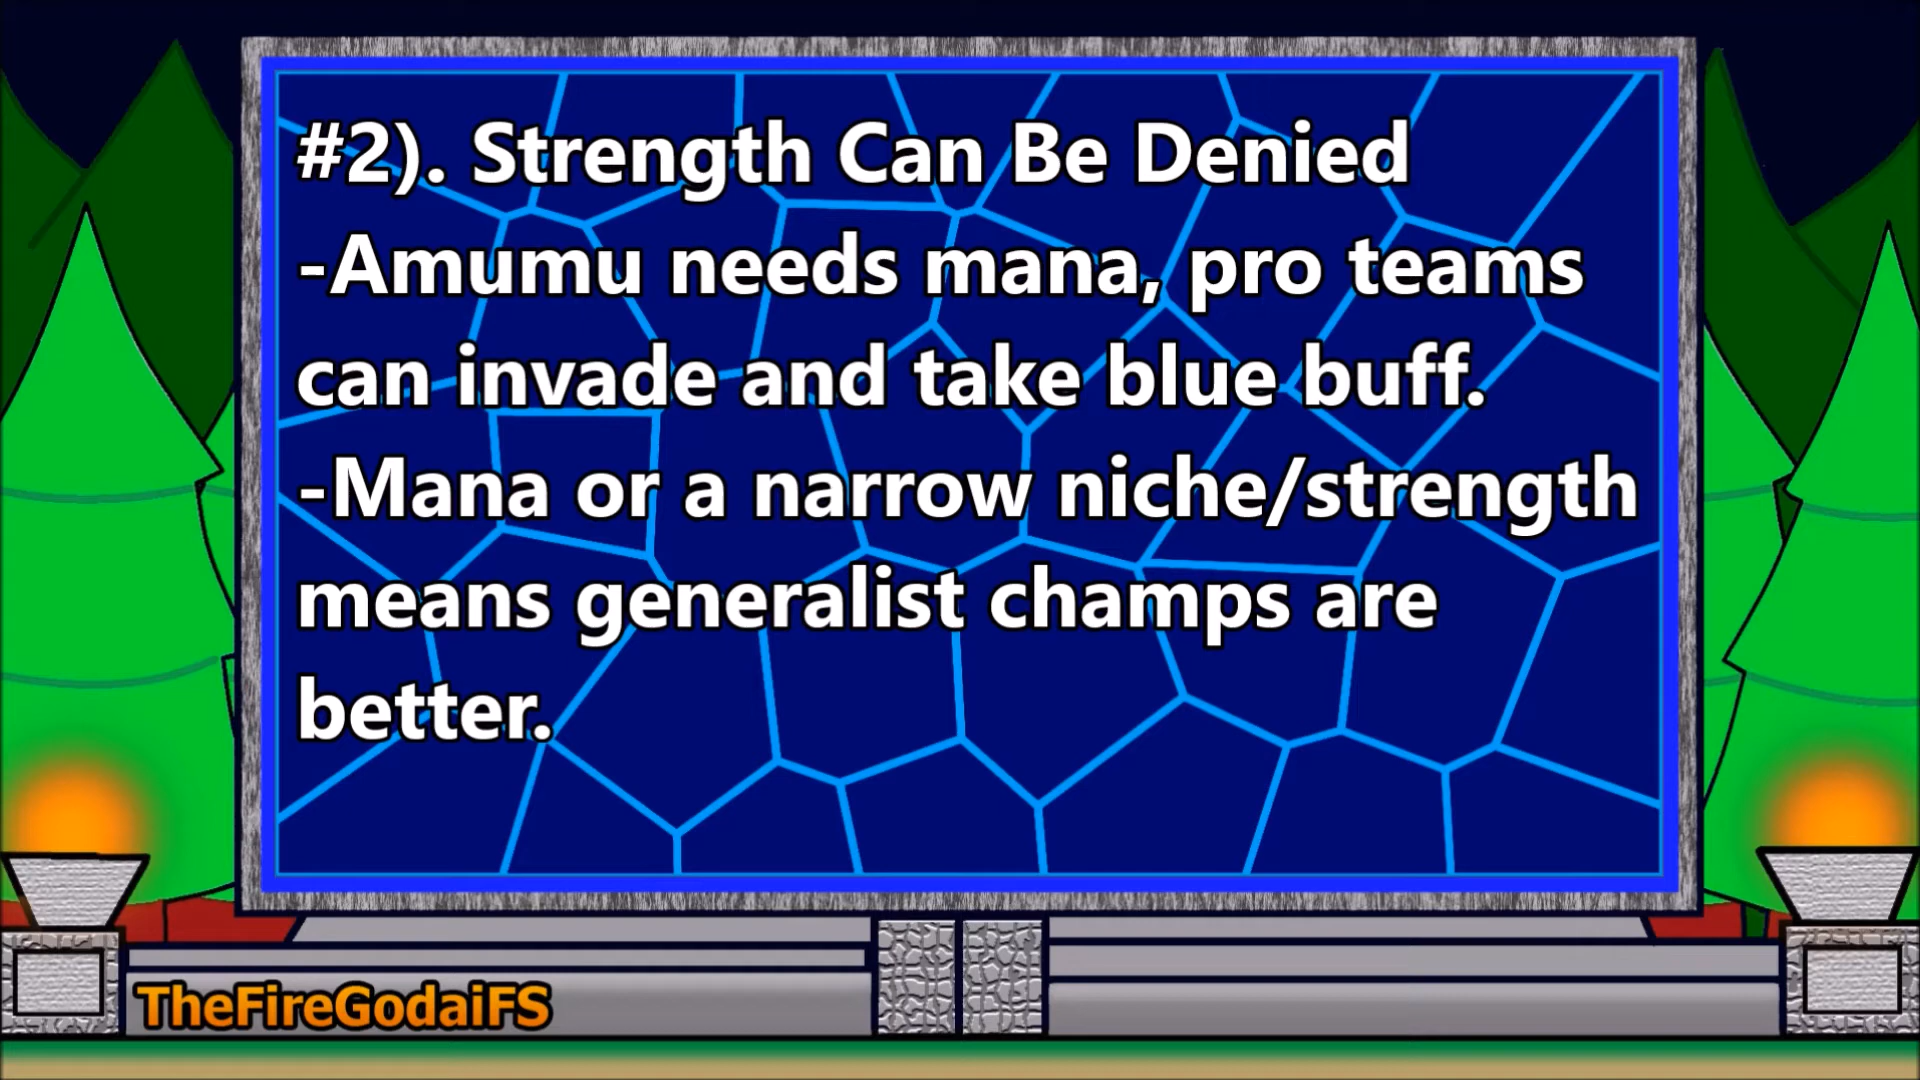 #2). Strength Can Be Denied
-Amumu needs mana, pro teams
can invade and take blue buff.
-Mana or a narrow niche/strength
means generalist champs are
better.
TheFireGodaiFS